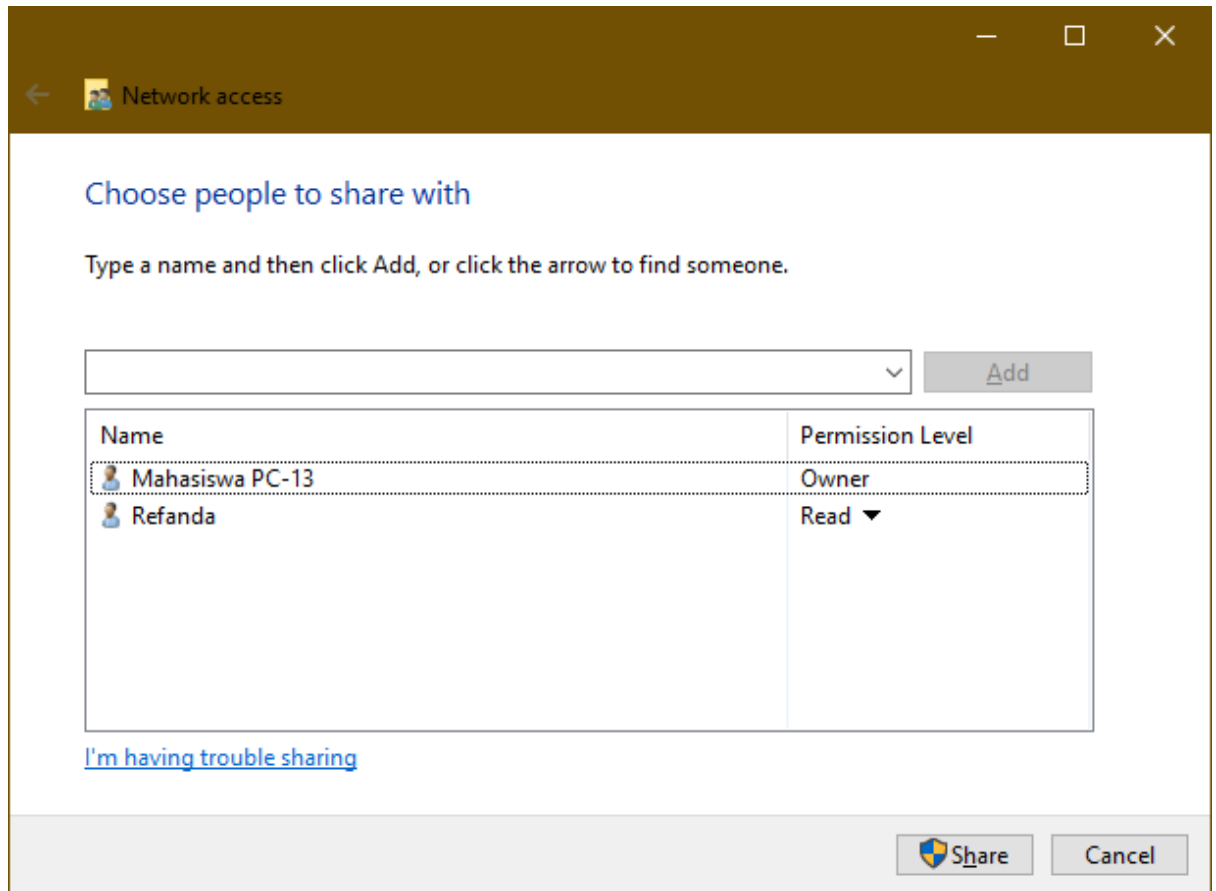 Network access
Choose people to share with
Type a name and then click Add, or click the arrow to find someone.
Add
Name Permission Level
Mahasiswa PC-13 Owner
Refanda Read
I'm having trouble sharing
Share Cancel